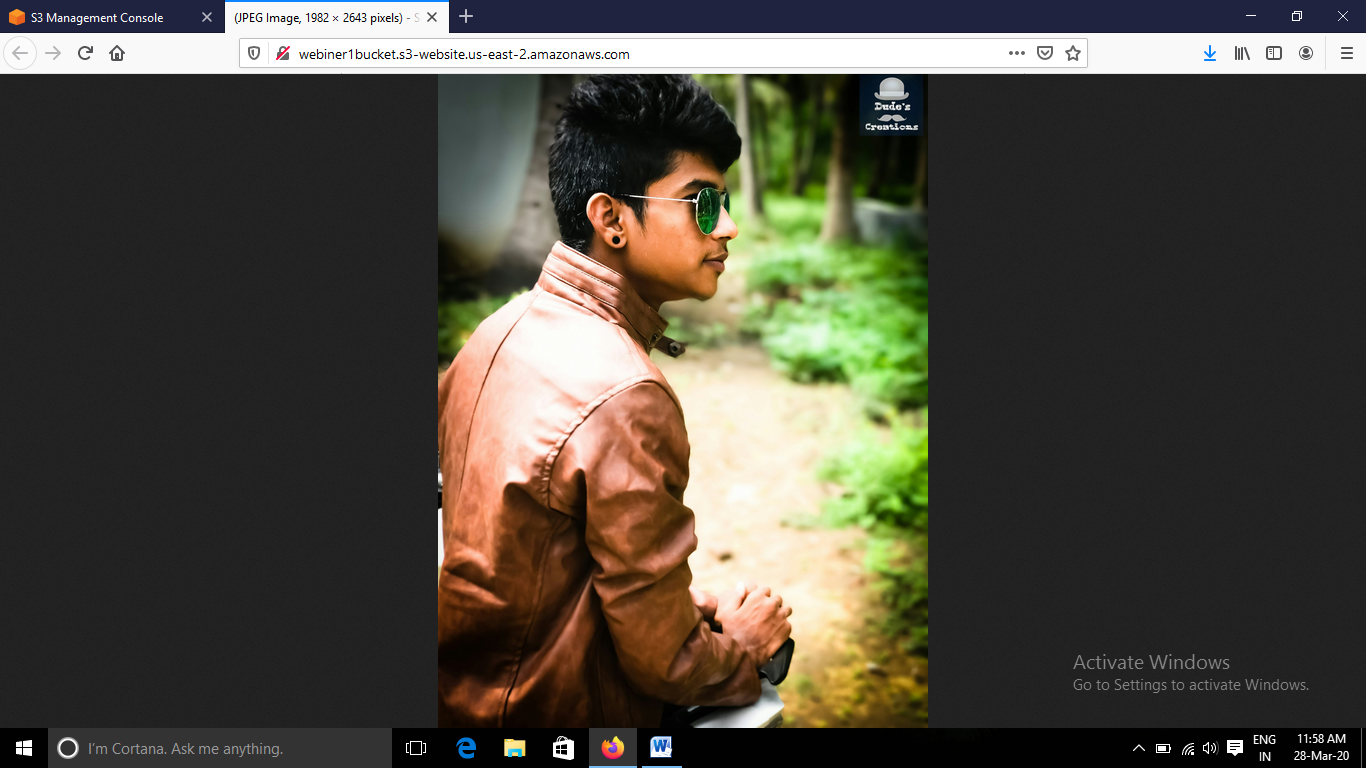 S3 Management Console
(JPEG Image, 1982 × 2643 pixels) - S
webiner1bucket.s3-website.us-east-2.amazonaws.com
Dude's
Creations
Activate Windows
Go to Settings to activate Windows.
I'm Cortana. Ask me anything.
ENG
IN
11:58 AM
28-Mar-20